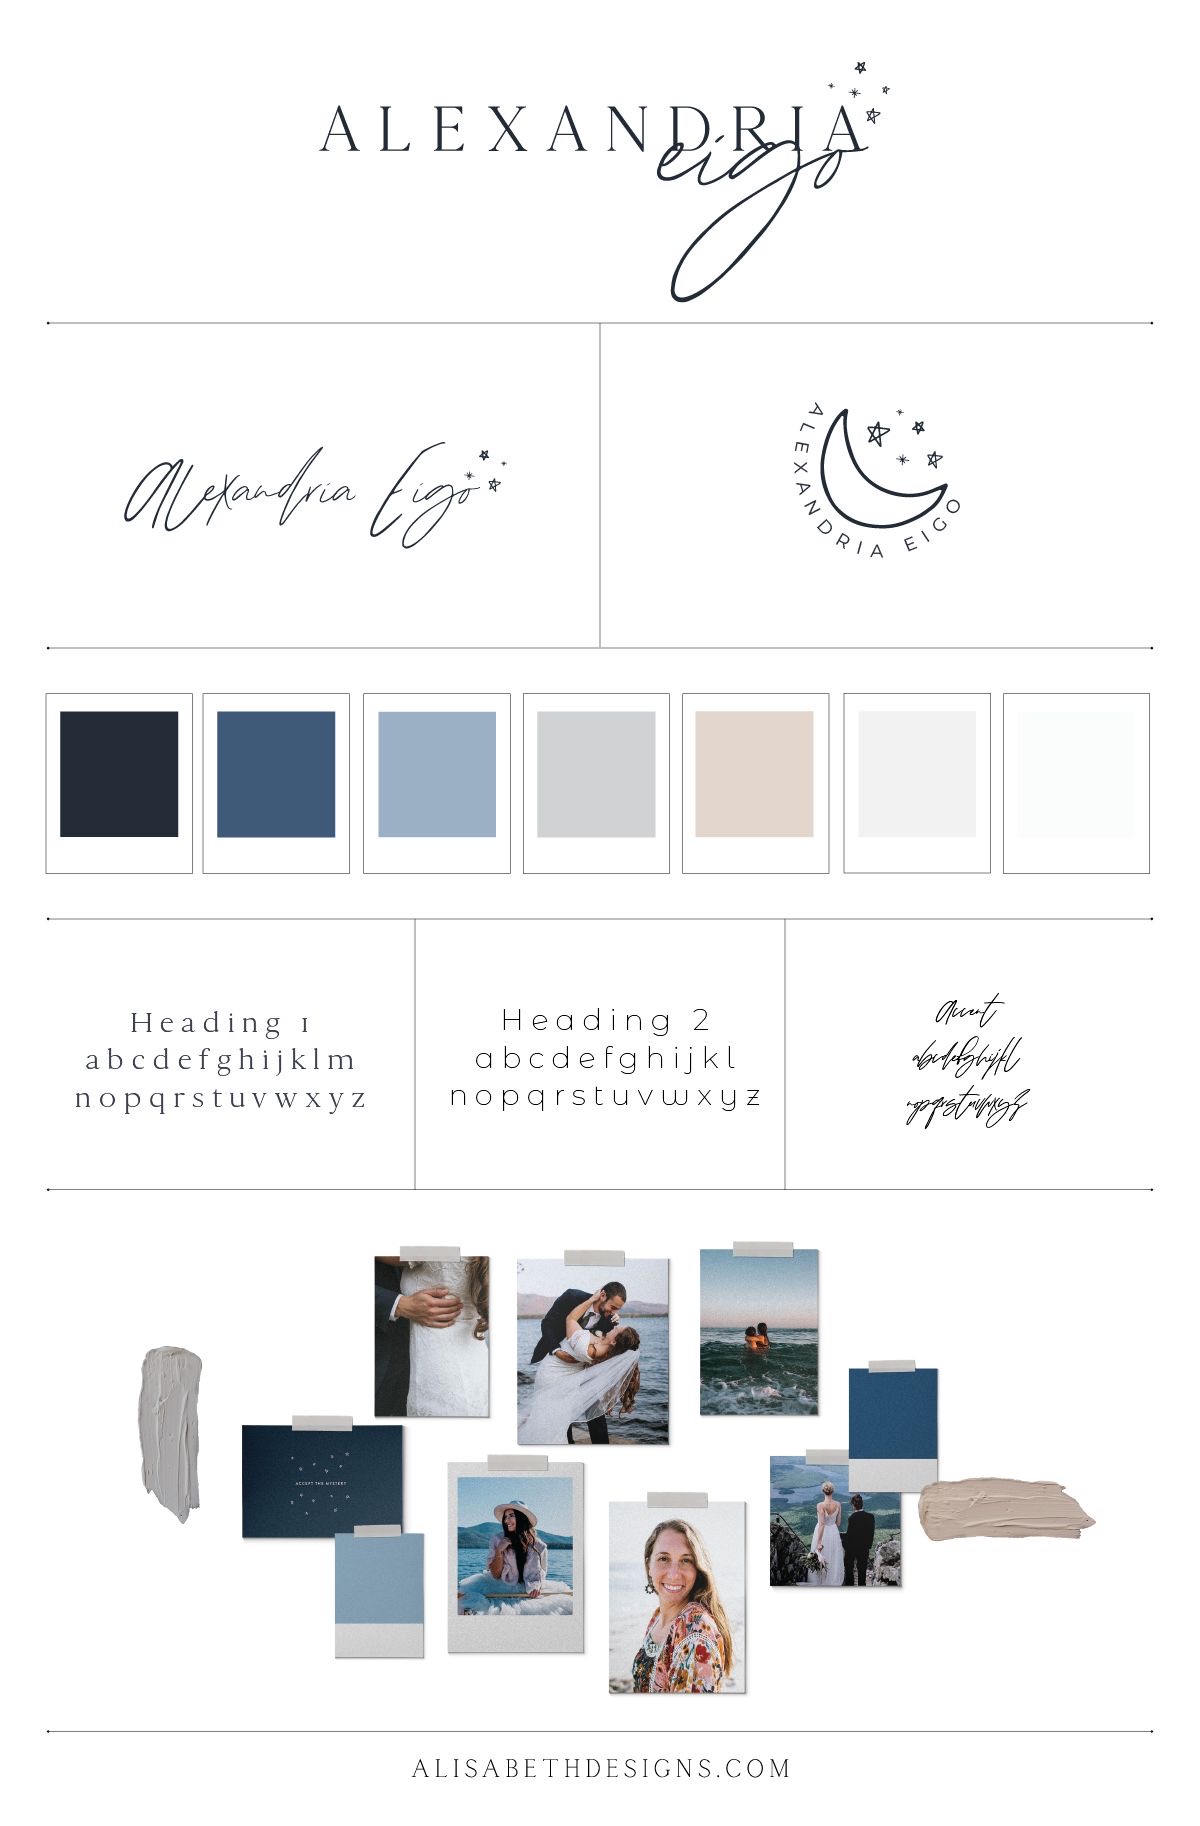 ALEXANDRIA
eigo
Alexandria Eigo
ALEXANDRIA EIGO
Heading 1
abcdefghijklm
nopqrstuvwxyz
Heading 2
abcdefghijkl
nopqrstuvwxyz
Accent
abcdefghijkl
nopqrstuvwxyz
ACCEPT THE MYSTERY
ALISABETHDESIGNS.COM